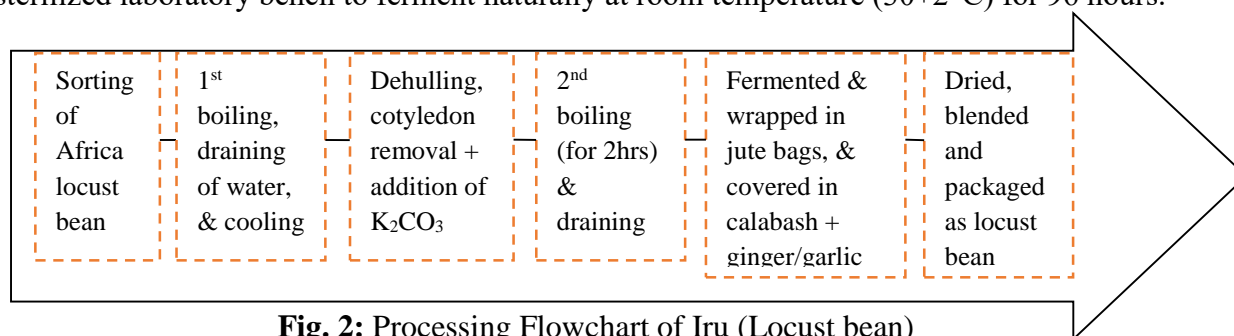 sterilized laboratory bench to ferment naturally at room temperature for hours.
Sorting
of
Africa
locust
bean
1st
boiling,
draining
of water,
& cooling
Dehulling,
cotyledon
removal +
addition of
K₂CO₃
2nd
boiling
(for 2hrs)
&
draining
Fermented &
wrapped in
jute bags, &
covered in
calabash +
ginger/garlic
Dried,
blended
and
packaged
as locust
bean
Fig. 2: Processing Flowchart of Iru (Locust bean)